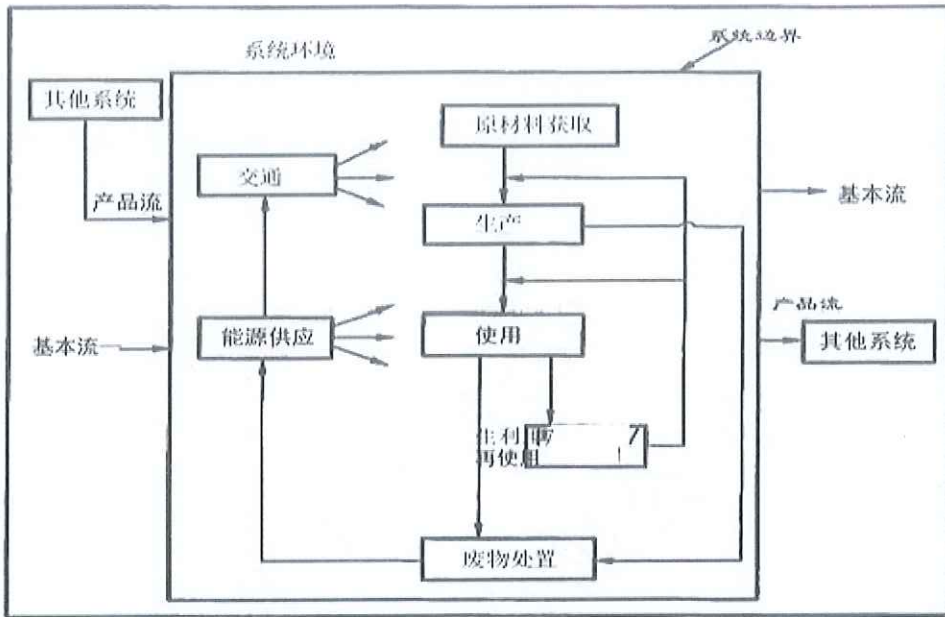 系统环境
系统边界
其他系统
原材料获取
交通
产品流
基本流
生产
产品流
能源供应
使用
基本流
其他系统
生利
再使用
废物处置